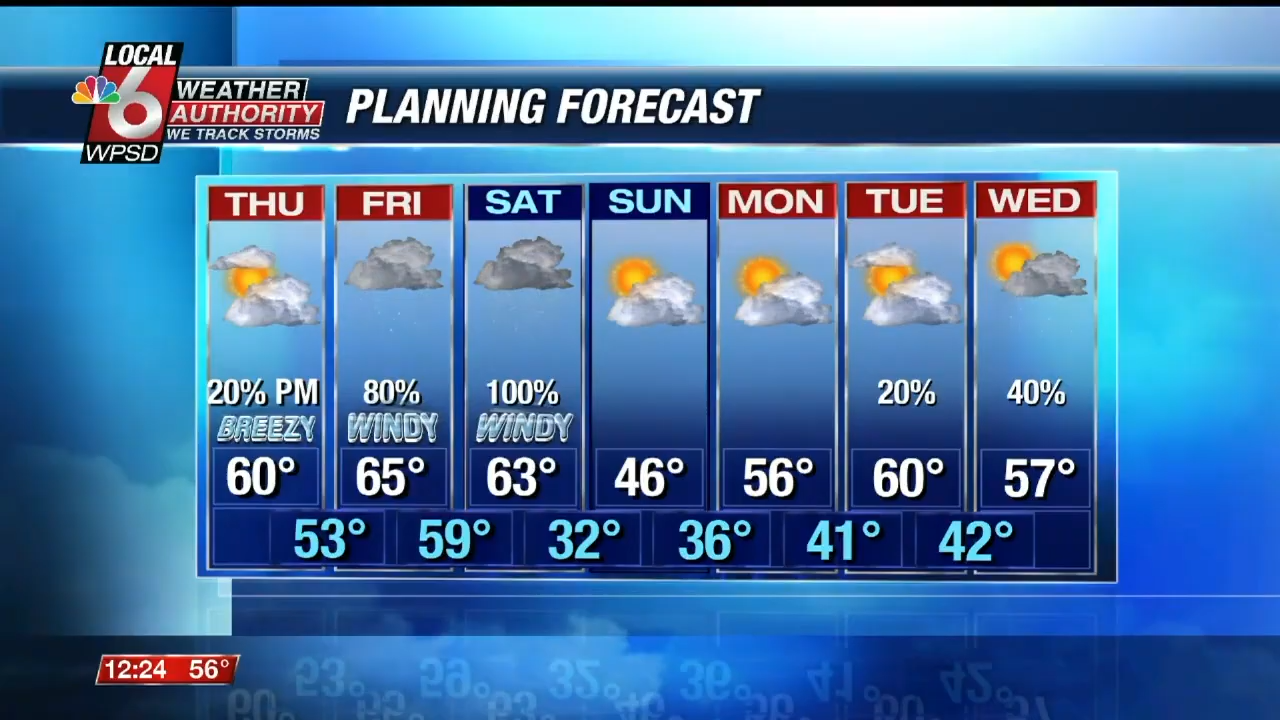 LOCAL
6
WPSD
WEATHER
AUTHORITY
WE TRACK STORMS
PLANNING FORECAST
THU FRI SAT SUN MON TUE WED
20% PM 80% 100% 20% 40%
BREEZY WINDY WINDY
60° 65° 63° 46° 56° 60° 57°
53° 59° 32° 36° 41° 42°
12:24 56°